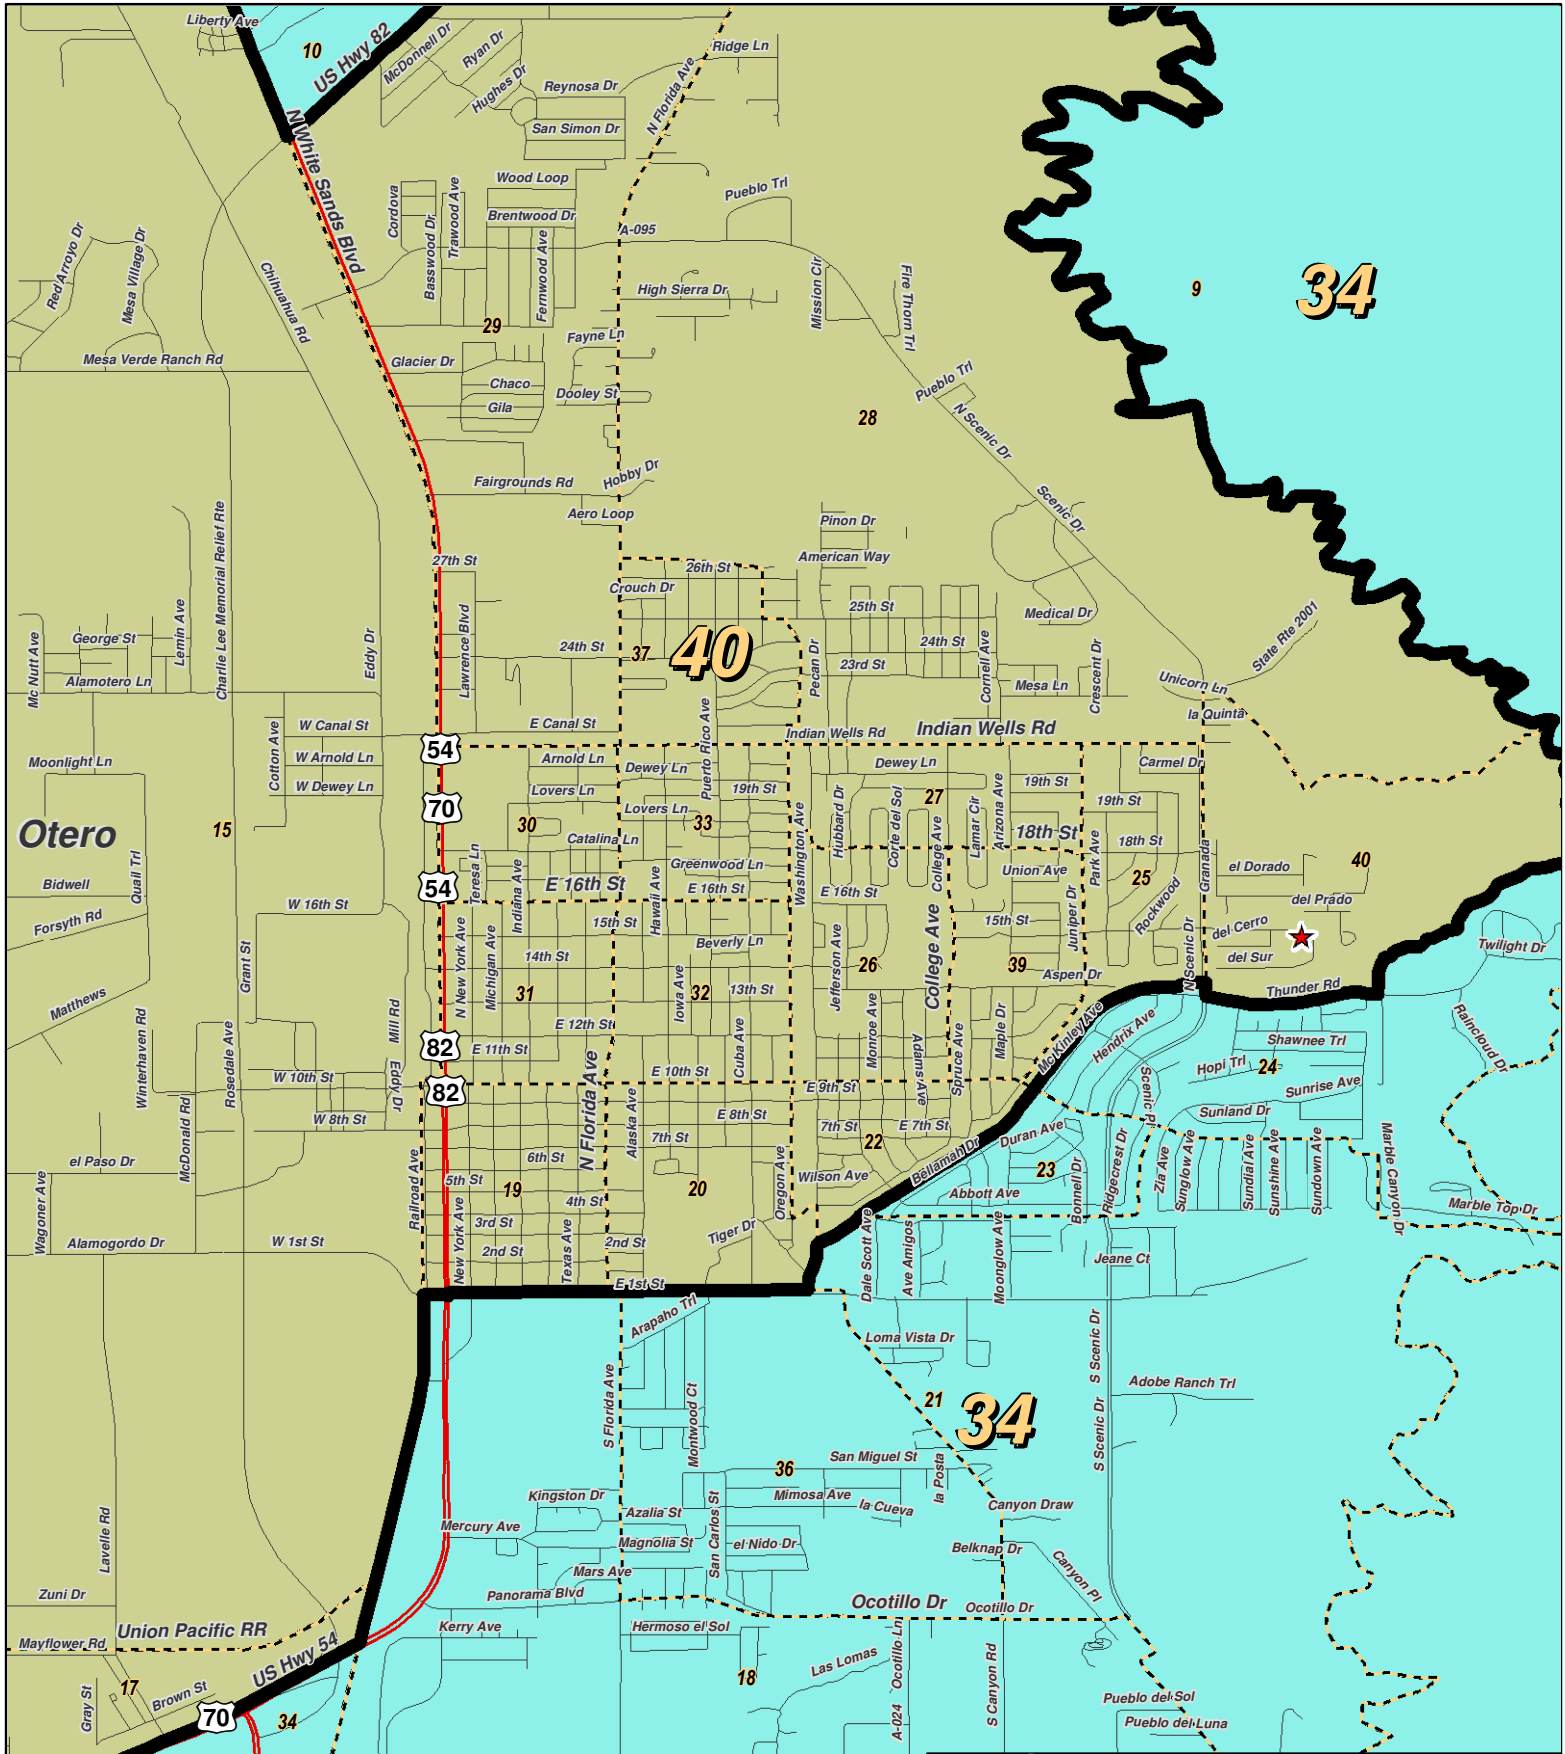 Liberty Ave
10
US Hwy 82
McDonnell Dr
Ryan Dr
Hughes Dr
Ridge Ln
Reynosa Dr
N Florida Ave
San Simon Dr
N White Sands Blvd
Wood Loop
Pueblo Trl
Cordova
Trawood Ave
Brentwood Dr
Basswood Dr
Fernwood Ave
A-095
Red Arroyo Dr
Mesa Village Dr
Chihuahua Rd
High Sierra Dr
Mission Cir
Fire Thorn Trl
9
34
29
Fayne Ln
Mesa Verde Ranch Rd
Glacier Dr
Chaco
Dooley St
Gila
Pueblo Trl
28
N Scenic Dr
Fairgrounds Rd
Hobby Dr
Aero Loop
Scenic Dr
Pinon Dr
Charlie Lee Memorial Relief Rte
27th St
American Way
26th St
Crouch Dr
25th St
Medical Dr
State Rte 2001
Mc Nutt Ave
George St
Lemin Ave
Eddy Dr
Lawrence Blvd
24th St
37
40
Pecan Dr
24th St
23rd St
Cornell Ave
Crescent Dr
Alamotero Ln
Mesa Ln
Unicorn Ln
la Quinta
W Canal St
E Canal St
Puerto Rico Ave
Indian Wells Rd
Indian Wells Rd
Cotton Ave
54
Moonlight Ln
W Arnold Ln
Arnold Ln
Dewey Ln
Dewey Ln
Carmel Dr
W Dewey Ln
Lovers Ln
19th St
19th St
70
Lovers Ln
Washington Ave
Hubbard Dr
Corte del Sol
27
College Ave
Lamar Cir
Arizona Ave
19th St
Otero
15
30
33
18th St
Catalina Ln
18th St
Park Ave
Granada
Quail Trl
54
Teresa Ln
Indiana Ave
Greenwood Ln
Union Ave
el Dorado
40
Bidwell
E 16th St
Hawaii Ave
E 16th St
E 16th St
25
Rockwood
del Prado
W 16th St
Forsyth Rd
15th St
15th St
Juniper Dr
del Cerro
N New York Ave
Michigan Ave
Beverly Ln
Jefferson Ave
College Ave
N Scenic Dr
Twilight Dr
Grant St
14th St
26
39
del Sur
Aspen Dr
Matthews
31
Iowa Ave
32
13th St
Thunder Rd
Winterhaven Rd
Mill Rd
E 12th St
Cuba Ave
Monroe Ave
Maple Dr
Mc Kinley Ave
Hendrix Ave
Raincloud Dr
82
E 11th St
Adams Ave
Spruce Ave
Shawnee Trl
Rosedale Ave
W 10th St
Eddy Dr
82
N Florida Ave
E 10th St
E 9th St
Scenic Pl
Hopi Trl
24
Sunrise Ave
McDonald Rd
W 8th St
Alaska Ave
E 8th St
7th St
E 7th St
Sunland Dr
7th St
22
Duran Ave
el Paso Dr
6th St
Bellamah Dr
Marble Canyon Dr
Wagoner Ave
Railroad Ave
5th St
19
20
Oregon Ave
Wilson Ave
23
Bonnell Dr
Ridgecrest Dr
Zia Ave
Sunglow Ave
Sundial Ave
Sunshine Ave
Sundown Ave
4th St
Abbott Ave
Marble Top Dr
3rd St
Tiger Dr
Alamogordo Dr
W 1st St
New York Ave
2nd St
Texas Ave
2nd St
Dale Scott Ave
Ave Amigos
Moonglow Ave
Jeane Ct
E 1st St
Arapaho Trl
Loma Vista Dr
S Scenic Dr
S Florida Ave
Montwood Ct
21
34
Adobe Ranch Trl
S Scenic Dr
36
San Miguel St
la Posta
Kingston Dr
Mimosa Ave
la Cueva
Canyon Draw
Lavelle Rd
Azalia St
San Carlos St
Mercury Ave
Magnolia St
el Nido Dr
Belknap Dr
Canyon Pl
Mars Ave
Zuni Dr
Panorama Blvd
Ocotillo Dr
Ocotillo Dr
Union Pacific RR
Kerry Ave
Hermoso el Sol
Mayflower Rd
US Hwy 54
Las Lomas
Ocotillo Ln
S Canyon Rd
17
Gray St
Brown St
18
Pueblo del Sol
70
34
A-024
Pueblo del Luna